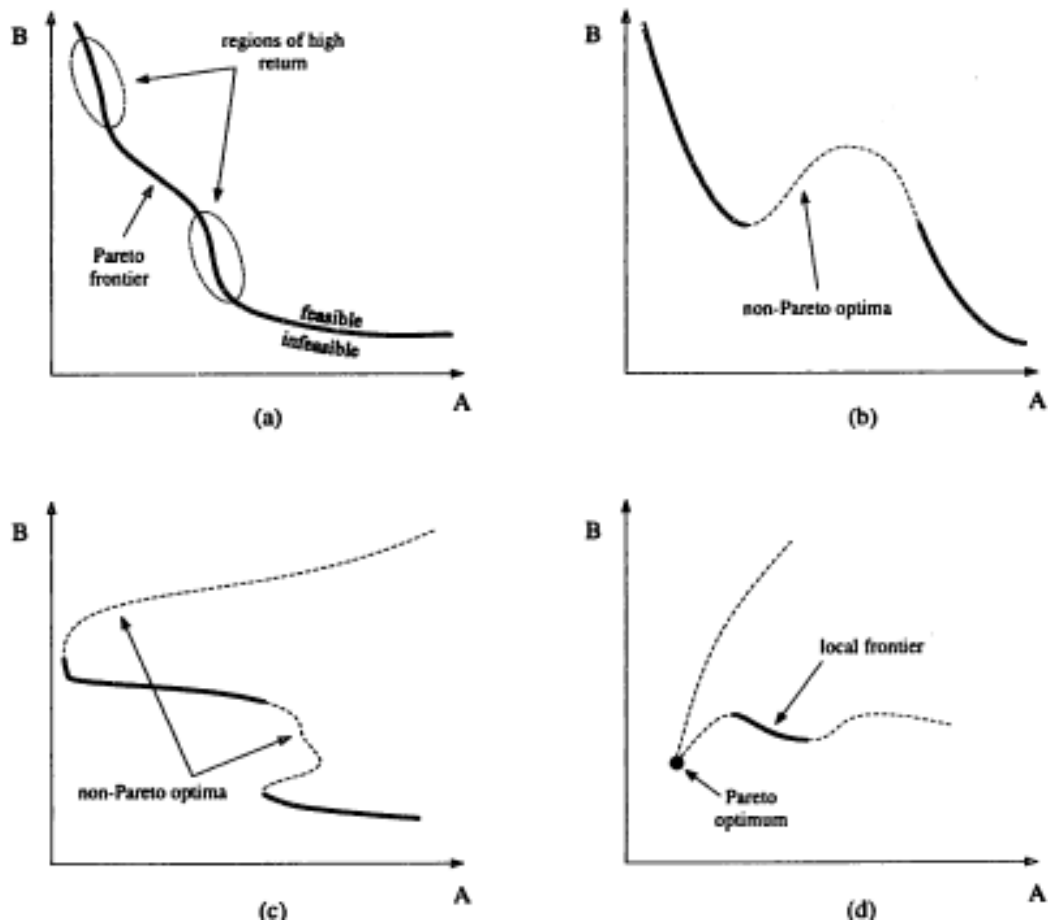 B
regions of high
return
Pareto
frontier
feasible
infeasible
A
(a)
B
non-Pareto optima
A
(b)
B
non-Pareto optima
A
(c)
B
local frontier
Pareto
optimum
A
(d)